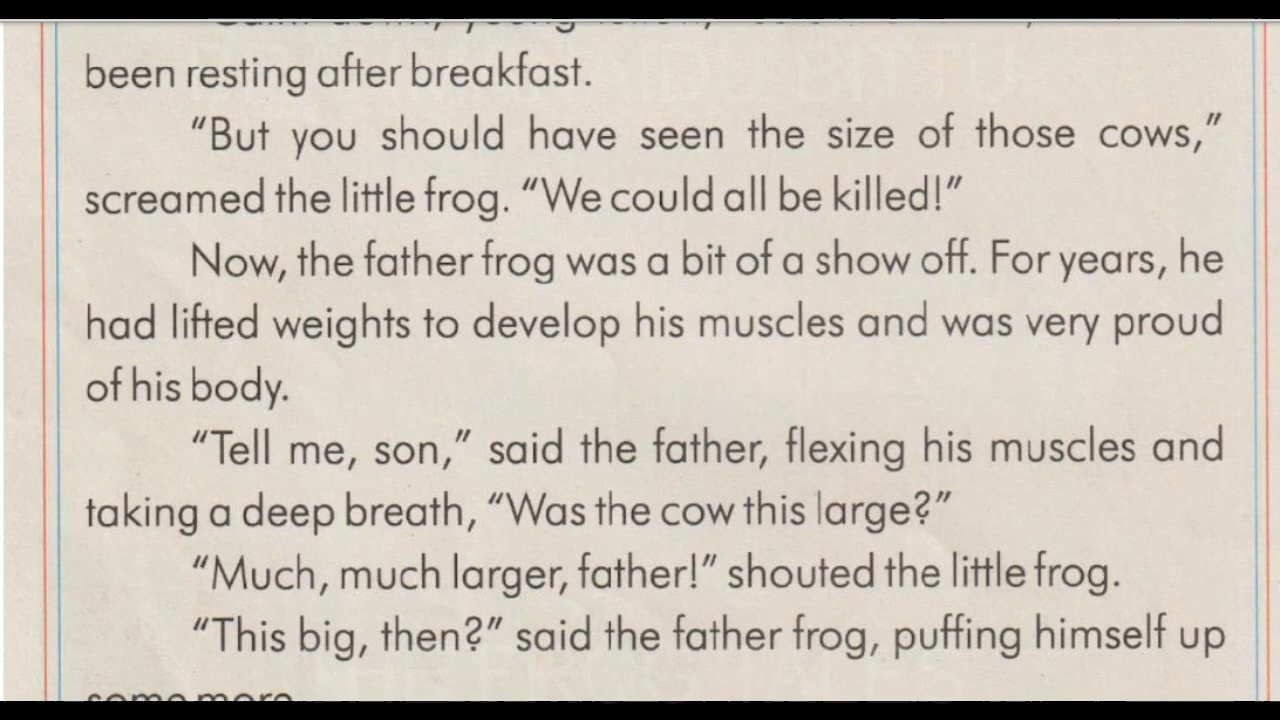 been resting after breakfast.
“But you should have seen the size of those cows,”
screamed the little frog. “We could all be killed!”
Now, the father frog was a bit of a show off. For years, he
had lifted weights to develop his muscles and was very proud
of his body.
“Tell me, son,” said the father, flexing his muscles and
taking a deep breath, “Was the cow this large?”
“Much, much larger, father!” shouted the little frog.
“This big, then?” said the father frog, puffing himself up
some more.